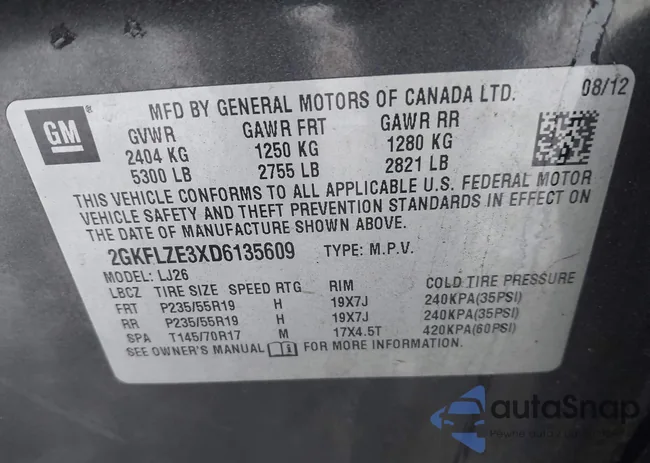 MFD BY GENERAL MOTORS OF CANADA LTD. 08/12
GM
GVWR GAWR FRT GAWR RR
2404 KG 1250 KG 1280 KG
5300 LB 2755 LB 2821 LB
THIS VEHICLE CONFORMS TO ALL APPLICABLE U.S. FEDERAL MOTOR
VEHICLE SAFETY AND THEFT PREVENTION STANDARDS IN EFFECT ON
THE DATE OF MANUFACTURE SHOWN ABOVE.
2GKFLZE3XD6135609 TYPE: M.P.V.
MODEL: LJ26
LBCZ TIRE SIZE SPEED RTG RIM COLD TIRE PRESSURE
FRT P235/55R19 H 19X7J 240KPA(35PSI)
RR P235/55R19 H 19X7J 240KPA(35PSI)
SPA T145/70R17 M 17X4.5T 420KPA(60PSI)
SEE OWNER'S MANUAL FOR MORE INFORMATION.
autoSnap
Pewne auto z USA